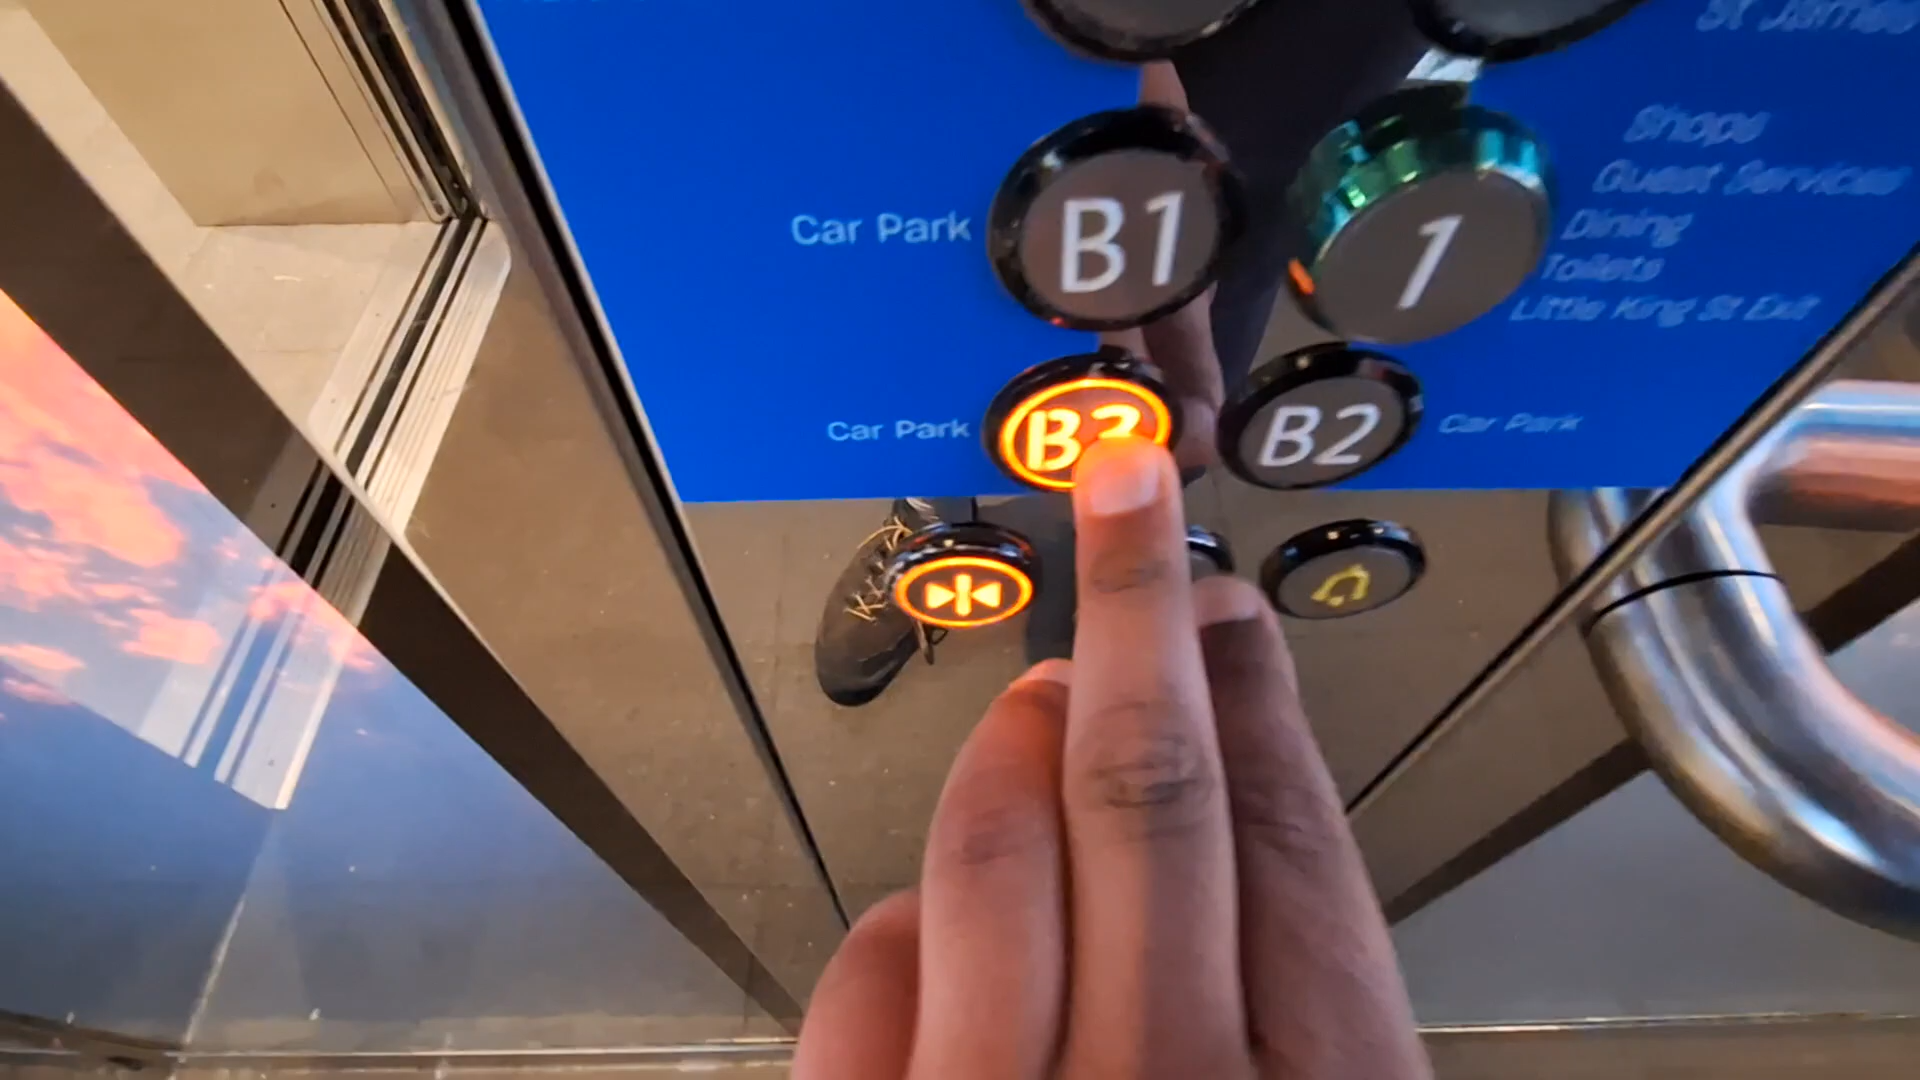 St James
Shops
Guest Services
Car Park B1 1 Dining
Toilets
Little King St Exit
Car Park B3 B2 Car Park